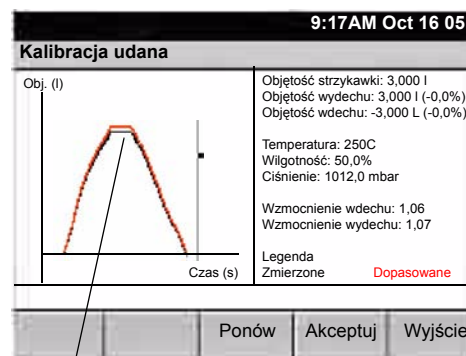 9:17AM Oct 16 05
Kalibracja udana
Obj. (l)
Czas (s)
Objętość strzykawki: 3,000 l
Objętość wydechu: 3,000 l (-0,0%)
Objętość wdechu: -3,000 L (-0,0%)
Temperatura: 250C
Wilgotność: 50,0%
Ciśnienie: 1012,0 mbar
Wzmocnienie wdechu: 1,06
Wzmocnienie wydechu: 1,07
Legenda
Zmierzone Dopasowane
Ponów Akceptuj Wyjście